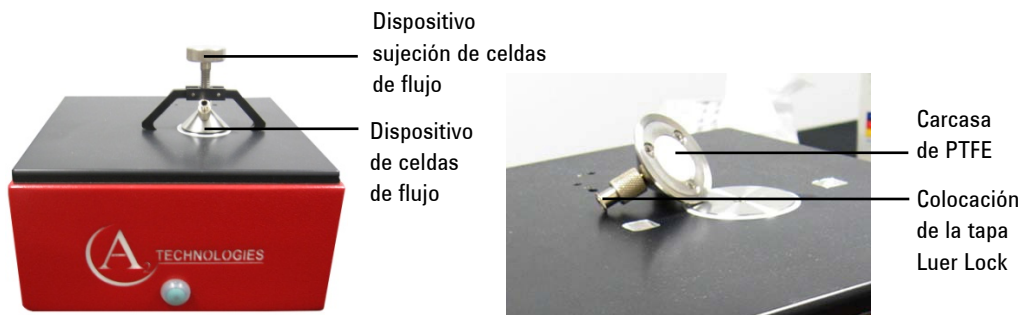 Dispositivo
sujeción de celdas
de flujo
Dispositivo
de celdas
de flujo
A2 TECHNOLOGIES
Carcasa
de PTFE
Colocación
de la tapa
Luer Lock